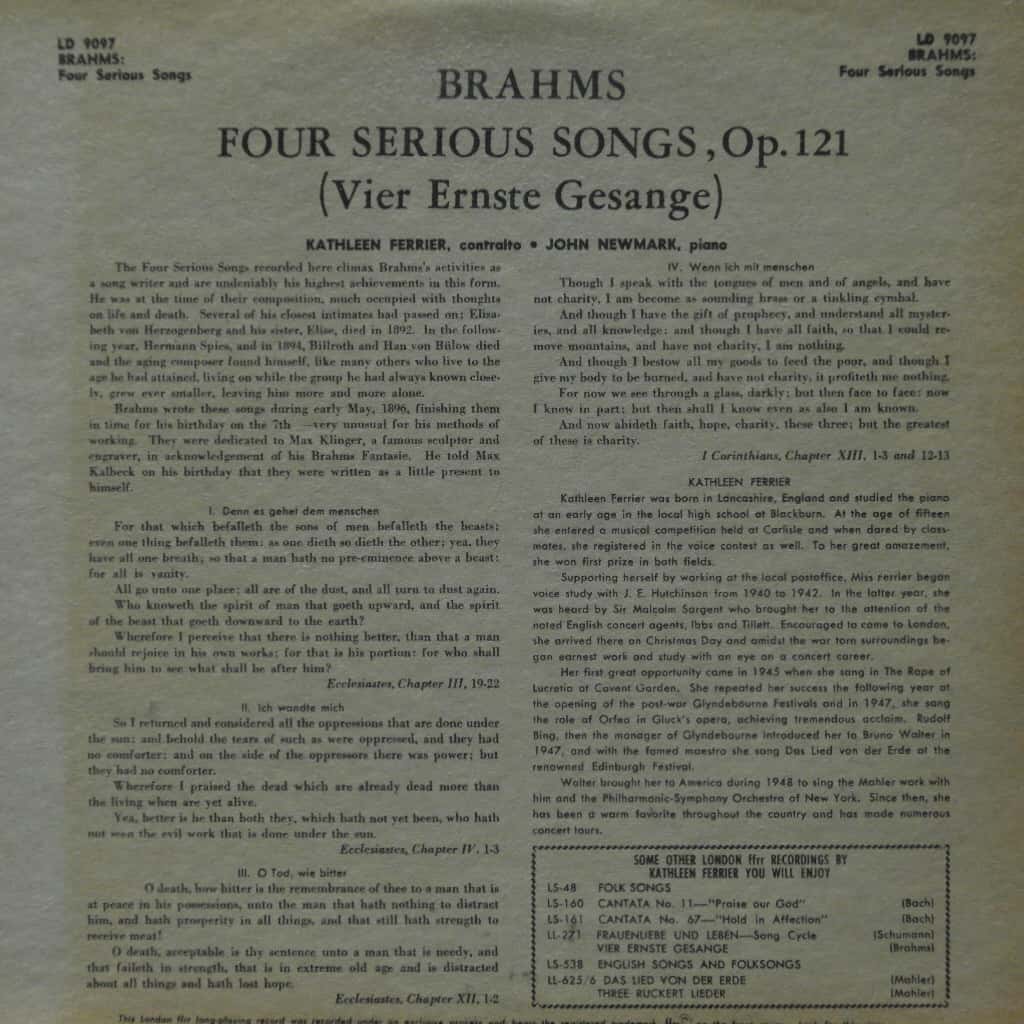 LD 9097
BRAHMS:
Four Serious Songs
LD 9097
BRAHMS:
Four Serious Songs
BRAHMS
FOUR SERIOUS SONGS, Op. 121
(Vier Ernste Gesange)
KATHLEEN FERRIER, contralto • JOHN NEWMARK, piano
The Four Serious Songs recorded here climax Brahms's activities as
a song writer and are undeniably his highest achievements in this form.
He was at the time of their composition, much occupied with thoughts
on life and death. Several of his closest intimates had passed on; Eliza-
beth von Herzogenberg and his sister, Elise, died in 1892. In the follow-
ing year, Hermann Spies, and in 1894, Billroth and Han von Bülow died
and the aging composer found himself, like many others who live to the
age he had attained, living on while the group he had always known close-
ly, grew ever smaller, leaving him more and more alone.
Brahms wrote these songs during early May, 1896, finishing them
in time for his birthday on the 7th —very unusual for his methods of
working. They were dedicated to Max Klinger, a famous sculptor and
engraver, in acknowledgement of his Brahms Fantasie. He told Max
Kalbeck on his birthday that they were written as a little present to
himself.
I. Denn es gehet dem menschen
For that which befalleth the sons of men befalleth the beasts;
even one thing befalleth them: as one dieth so dieth the other; yea, they
have all one breath; so that a man hath no pre-eminence above a beast:
for all is vanity.
All go unto one place; all are of the dust, and all turn to dust again.
Who knoweth the spirit of man that goeth upward, and the spirit
of the beast that goeth downward to the earth?
Wherefore I perceive that there is nothing better, than that a man
should rejoice in his own works; for that is his portion: for who shall
bring him to see what shall be after him?
Ecclesiastes, Chapter III, 19-22
II. Ich wandte mich
So I returned and considered all the oppressions that are done under
the sun: and behold the tears of such as were oppressed, and they had
no comforter; and on the side of the oppressors there was power; but
they had no comforter.
Wherefore I praised the dead which are already dead more than
the living when are yet alive.
Yea, better is he than both they, which hath not yet been, who hath
not seen the evil work that is done under the sun.
Ecclesiastes, Chapter IV, 1-3
III. O Tod, wie bitter
O death, how bitter is the remembrance of thee to a man that is
at peace in his possessions, unto the man that hath nothing to distract
him, and hath prosperity in all things, and that still hath strength to
receive meat!
O death, acceptable is thy sentence unto a man that is needy, and
that faileth in strength, that is in extreme old age and is distracted
about all things and hath lost hope.
Ecclesiastes, Chapter XII, 1-2
IV. Wenn ich mit menschen
Though I speak with the tongues of men and of angels, and have
not charity, I am become as sounding brass or a tinkling cymbal.
And though I have the gift of prophecy, and understand all myster-
ies, and all knowledge; and though I have all faith, so that I could re-
move mountains, and have not charity, I am nothing.
And though I bestow all my goods to feed the poor, and though I
give my body to be burned, and have not charity, it profiteth me nothing.
For now we see through a glass, darkly; but then face to face: now
I know in part; but then shall I know even as also I am known.
And now abideth faith, hope, charity, these three; but the greatest
of these is charity.
I Corinthians, Chapter XIII, 1-3 and 12-13
KATHLEEN FERRIER
Kathleen Ferrier was born in Lancashire, England and studied the piano
at an early age in the local high school at Blackburn. At the age of fifteen
she entered a musical competition held at Carlisle and when dared by class-
mates, she registered in the voice contest as well. To her great amazement,
she won first prize in both fields.
Supporting herself by working at the local postoffice, Miss rerrier began
voice study with J. E. Hutchinson from 1940 to 1942. In the latter year, she
was heard by Sir Malcolm Sargent who brought her to the attention of the
noted English concert agents, Ibbs and Tillett. Encouraged to come to London,
she arrived there on Christmas Day and amidst the war torn surroundings be-
gan earnest work and study with an eye on a concert career.
Her first great opportunity came in 1945 when she sang in The Rape of
Lucretia at Covent Garden. She repeated her success the following year at
the opening of the post-war Glyndebourne Festivals and in 1947, she sang
the role of Orfeo in Gluck's opera, achieving tremendous acclaim. Rudolf
Bing, then the manager of Glyndebourne introduced her to Bruno Walter in
1947, and with the famed maestro she sang Das Lied von der Erde at the
renowned Edinburgh Festival.
Walter brought her to America during 1948 to sing the Mahler work with
him and the Philharmonic-Symphony Orchestra of New York. Since then, she
has been a warm favorite throughout the country and has made numerous
concert tours.
SOME OTHER LONDON ffrr RECORDINGS BY
KATHLEEN FERRIER YOU WILL ENJOY
LS-48 FOLK SONGS
LS-160 CANTATA No. 11—"Praise our God" (Bach)
LS-161 CANTATA No. 67—"Hold in Affection" (Bach)
LL-271 FRAUENLIEBE UND LEBEN—Song Cycle (Schumann)
VIER ERNSTE GESANGE (Brahms)
LS-538 ENGLISH SONGS AND FOLKSONGS
LL-625/6 DAS LIED VON DER ERDE (Mahler)
THREE RUCKERT LIEDER (Mahler)
This London ffrr long-playing record was recorded under an exclusive process and bears the registered